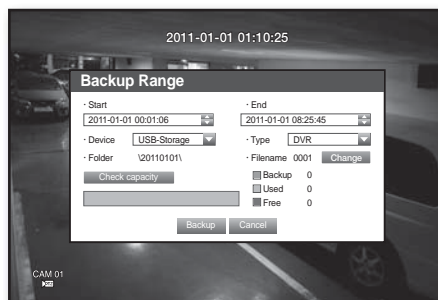 2011-01-01 01:10:25
Backup Range
· Start
· End
2011-01-01 00:01:06
2011-01-01 08:25:45
· Device USB-Storage
· Type DVR
· Folder \20110101\
· Filename 0001 Change
Check capacity
Backup 0
Used 0
Free 0
Backup Cancel
CAM 01